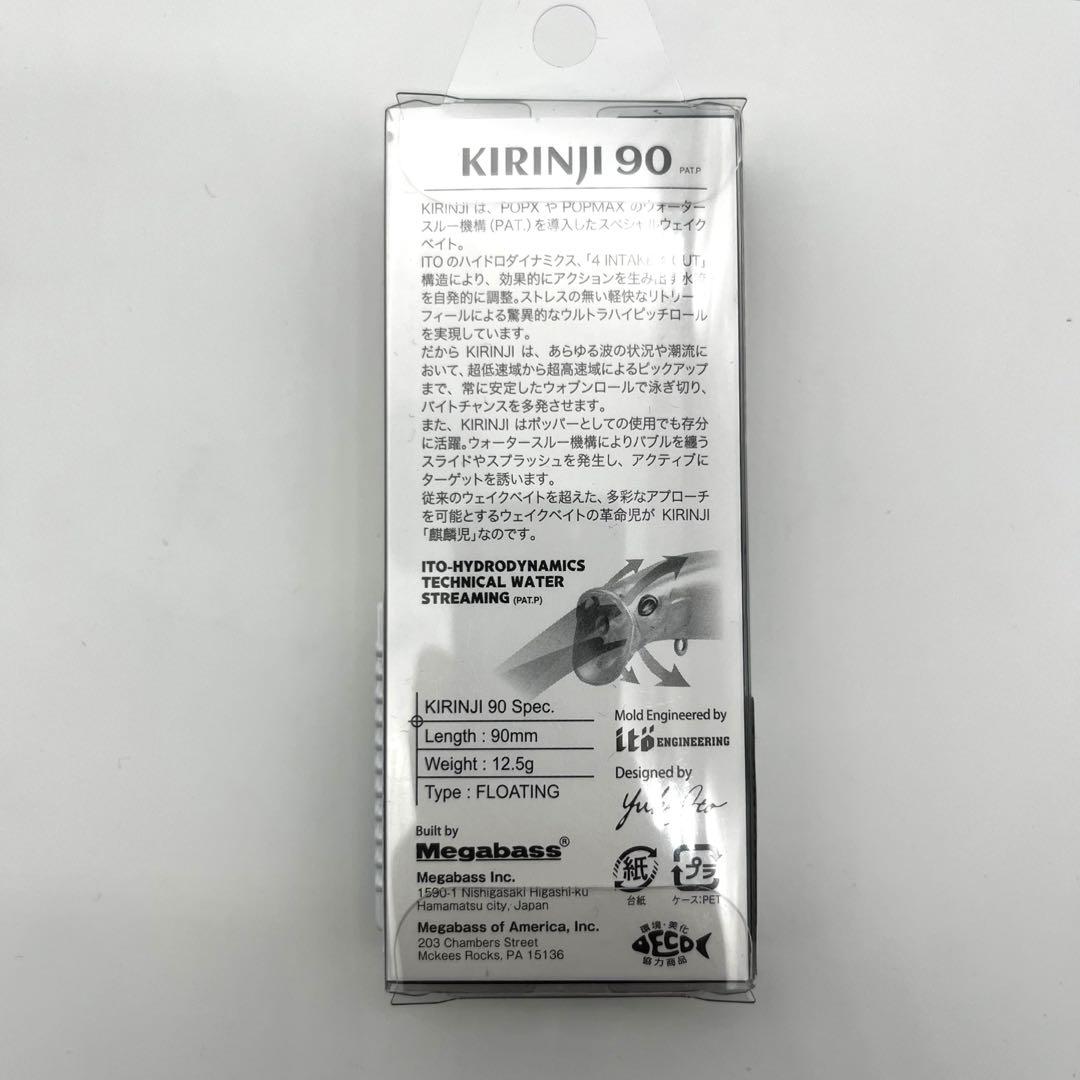 KIRINJI 90 PAT.P
KIRINJI は、POPX や POPMAX のウォーター
スルー機構(PAT.)を導入したスペシャルウェイク
ベイト。
ITO のハイドロダイナミクス、「4 INTAKE OUT」
構造により、効果的にアクションを生み出す水流
を自発的に調整。ストレスの無い軽快なリトリー
フィールによる驚異的なウルトラハイピッチロール
を実現しています。
だから KIRINJI は、あらゆる波の状況や潮流に
おいて、超低速域から超高速域によるピックアップ
まで、常に安定したウォブンロールで泳ぎ切り、
バイトチャンスを多発させます。
また、KIRINJI はポッパーとしての使用でも存分
に活躍。ウォータースルー機構によりバブルを纏う
スライドやスプラッシュを発生し、アクティブに
ターゲットを誘います。
従来のウェイクベイトを超えた、多彩なアプローチ
を可能とするウェイクベイトの革命児が KIRINJI
「麒麟児」なのです。
ITO-HYDRODYNAMICS
TECHNICAL WATER
STREAMING (PAT.P)
KIRINJI 90 Spec.
Length : 90mm
Weight : 12.5g
Type : FLOATING
Mold Engineered by
itö ENGINEERING
Designed by
Yuki Ito
Built by
Megabass®
Megabass Inc.
1590-1 Nishigasaki Higashi-ku
Hamamatsu city, Japan
Megabass of America, Inc.
203 Chambers Street
Mckees Rocks, PA 15136
紙
台紙
プラ
ケース:PET
環境・美化
ECO
協力商品